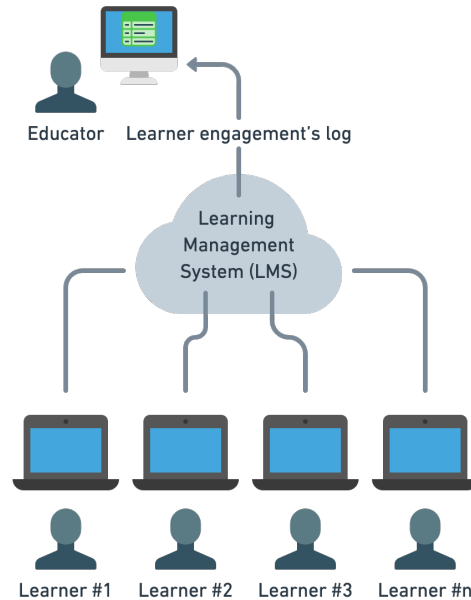 Educator
Learner engagement's log
Learning
Management
System (LMS)
Learner #1
Learner #2
Learner #3
Learner #n